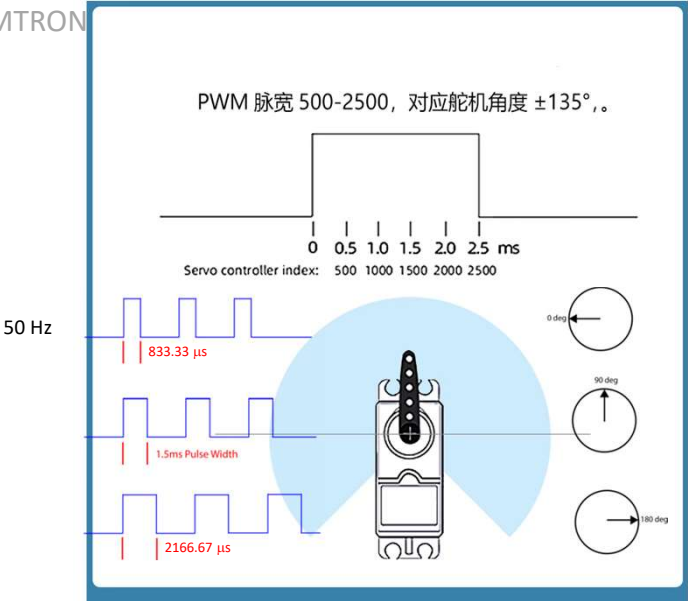 MTRON
PWM 脉宽 500-2500，对应舵机角度 ±135°,。
0 0.5 1.0 1.5 2.0 2.5 ms
Servo controller index: 500 1000 1500 2000 2500
50 Hz
833.33 µs
0 deg
90 deg
1.5ms Pulse Width
180 deg
2166.67 µs